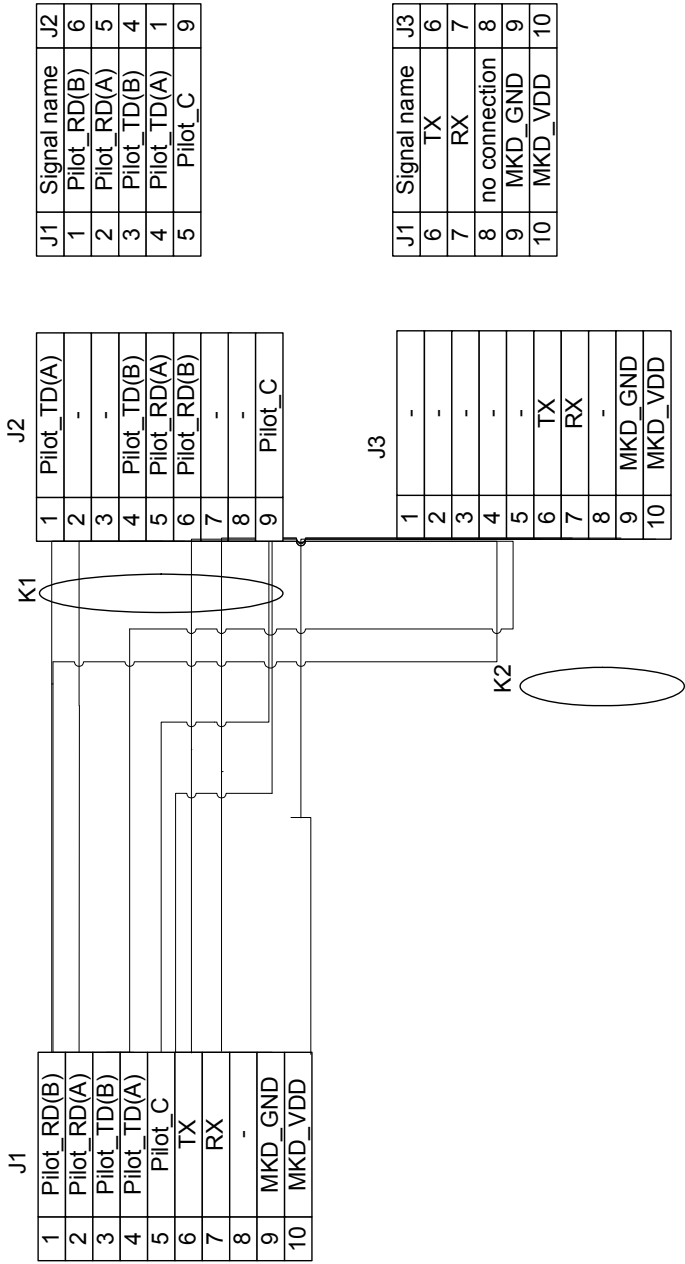 J1
1 Pilot_RD(B)
2 Pilot_RD(A)
3 Pilot_TD(B)
4 Pilot_TD(A)
5 Pilot_C
6 TX
7 RX
8 -
9 MKD_GND
10 MKD_VDD
K1
K2
J2
1 Pilot_TD(A)
2 -
3 -
4 Pilot_TD(B)
5 Pilot_RD(A)
6 Pilot_RD(B)
7 -
8 -
9 Pilot_C
J3
1 -
2 -
3 -
4 -
5 -
6 TX
7 RX
8 -
9 MKD_GND
10 MKD_VDD
J1 Signal name J2
1 Pilot_RD(B) 6
2 Pilot_RD(A) 5
3 Pilot_TD(B) 4
4 Pilot_TD(A) 1
5 Pilot_C 9
J1 Signal name J3
6 TX 6
7 RX 7
8 no connection 8
9 MKD_GND 9
10 MKD_VDD 10